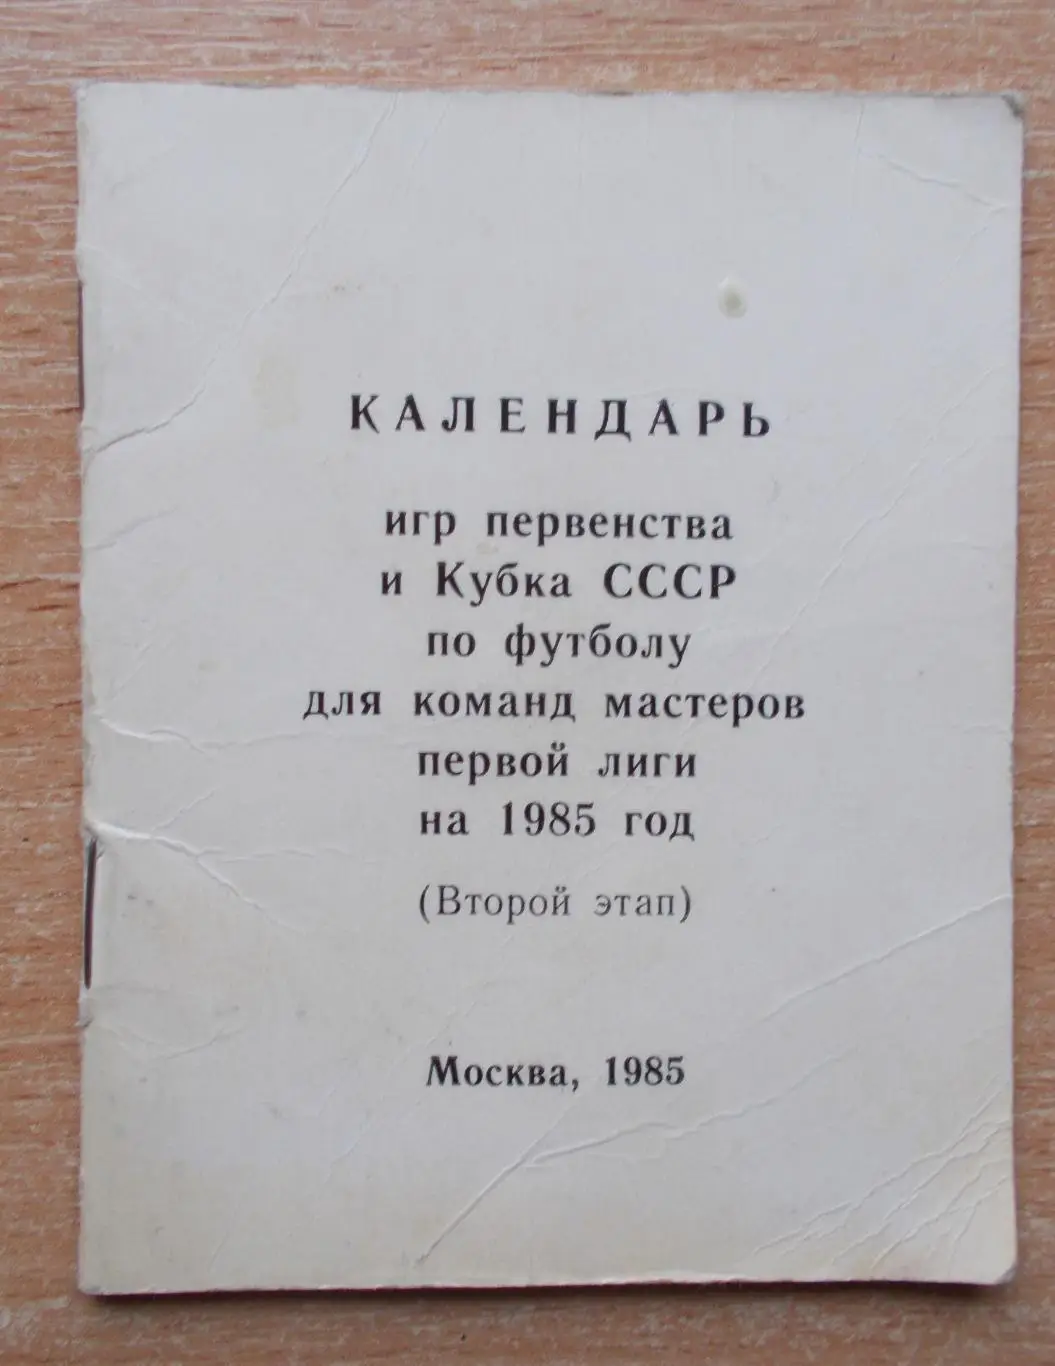 КАЛЕНДАРЬ
игр первенства
и Кубка СССР
по футболу
для команд мастеров
первой лиги
на 1985 год
(Второй этап)
Москва, 1985